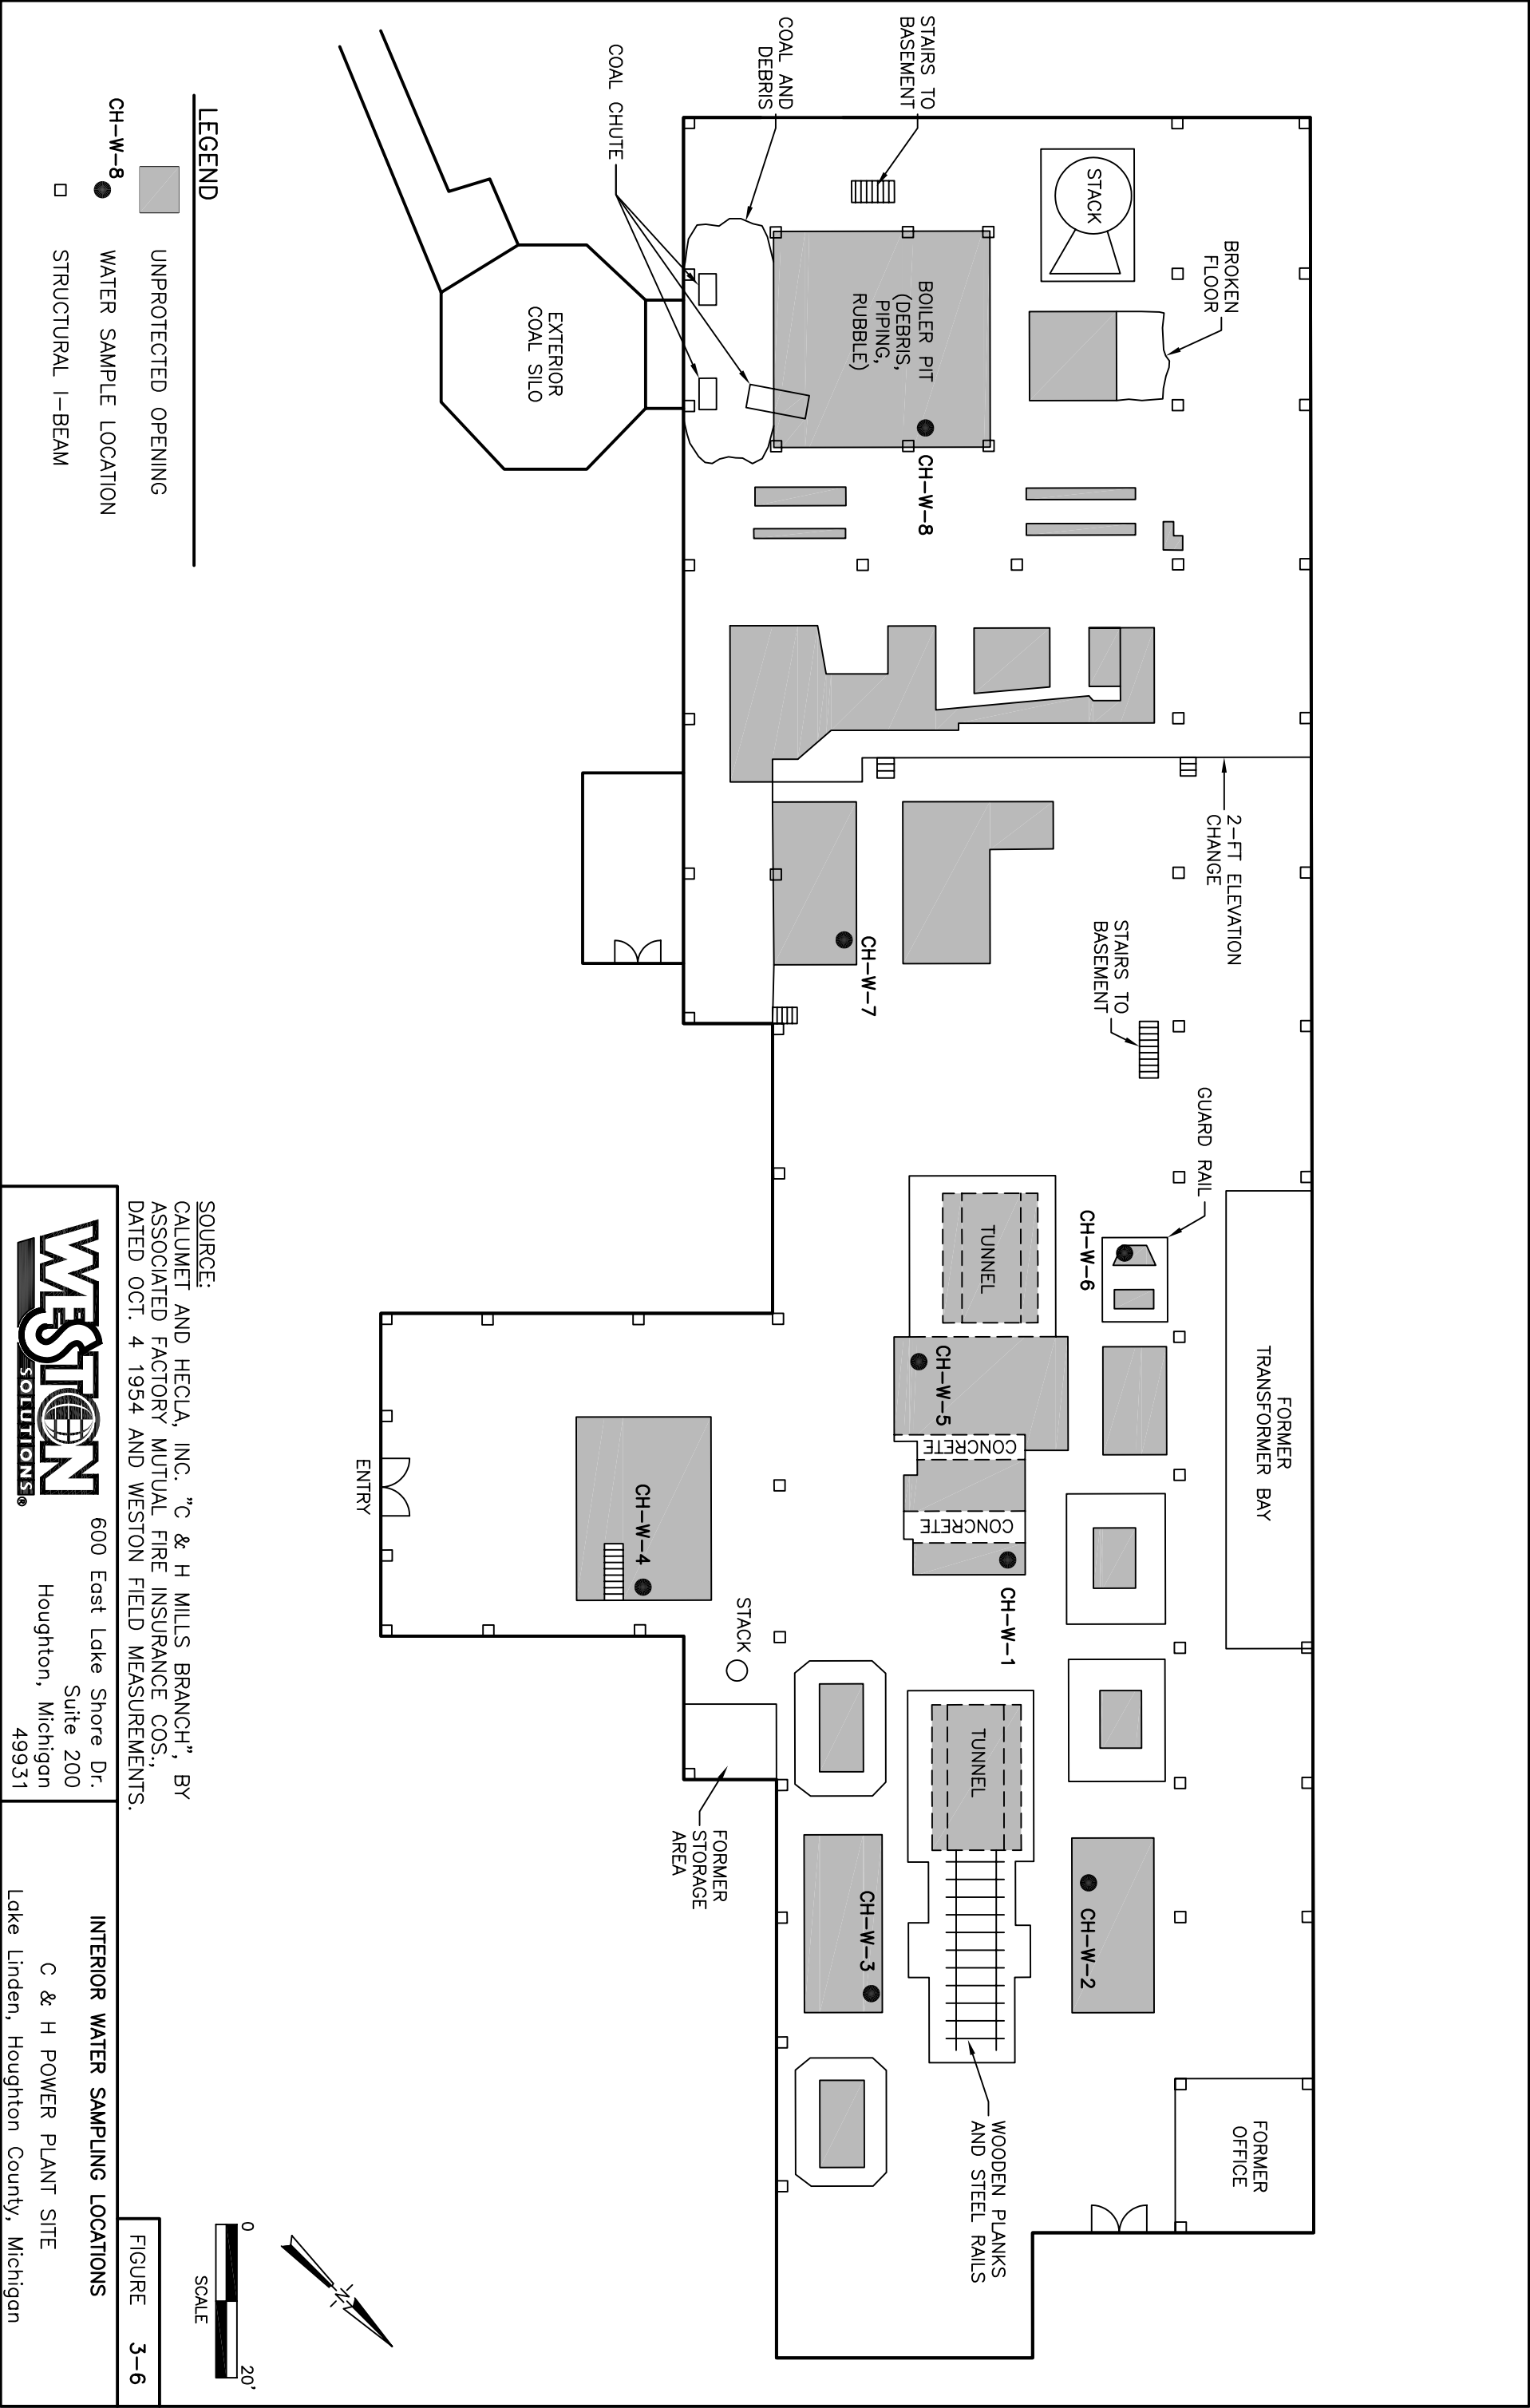 STAIRS TO
BASEMENT
COAL AND
DEBRIS
COAL CHUTE
STACK
BROKEN
FLOOR
BOILER PIT
(DEBRIS,
PIPING,
RUBBLE)
CH-W-8
EXTERIOR
COAL SILO
2-FT ELEVATION
CHANGE
CH-W-7
STAIRS TO
BASEMENT
GUARD RAIL
CH-W-6
TUNNEL
CH-W-5
CONCRETE
CONCRETE
CH-W-1
FORMER
TRANSFORMER BAY
ENTRY
CH-W-4
STACK
FORMER
STORAGE
AREA
TUNNEL
CH-W-3
CH-W-2
WOODEN PLANKS
AND STEEL RAILS
FORMER
OFFICE
LEGEND
UNPROTECTED OPENING
CH-W-8
WATER SAMPLE LOCATION
STRUCTURAL I-BEAM
SOURCE:
CALUMET AND HECLA, INC. "C & H MILLS BRANCH", BY
ASSOCIATED FACTORY MUTUAL FIRE INSURANCE COS.,
DATED OCT. 4 1954 AND WESTON FIELD MEASUREMENTS.
N
0
20'
SCALE
FIGURE 3-6
WESTON
SOLUTIONS®
600 East Lake Shore Dr.
Suite 200
Houghton, Michigan
49931
INTERIOR WATER SAMPLING LOCATIONS
C & H POWER PLANT SITE
Lake Linden, Houghton County, Michigan